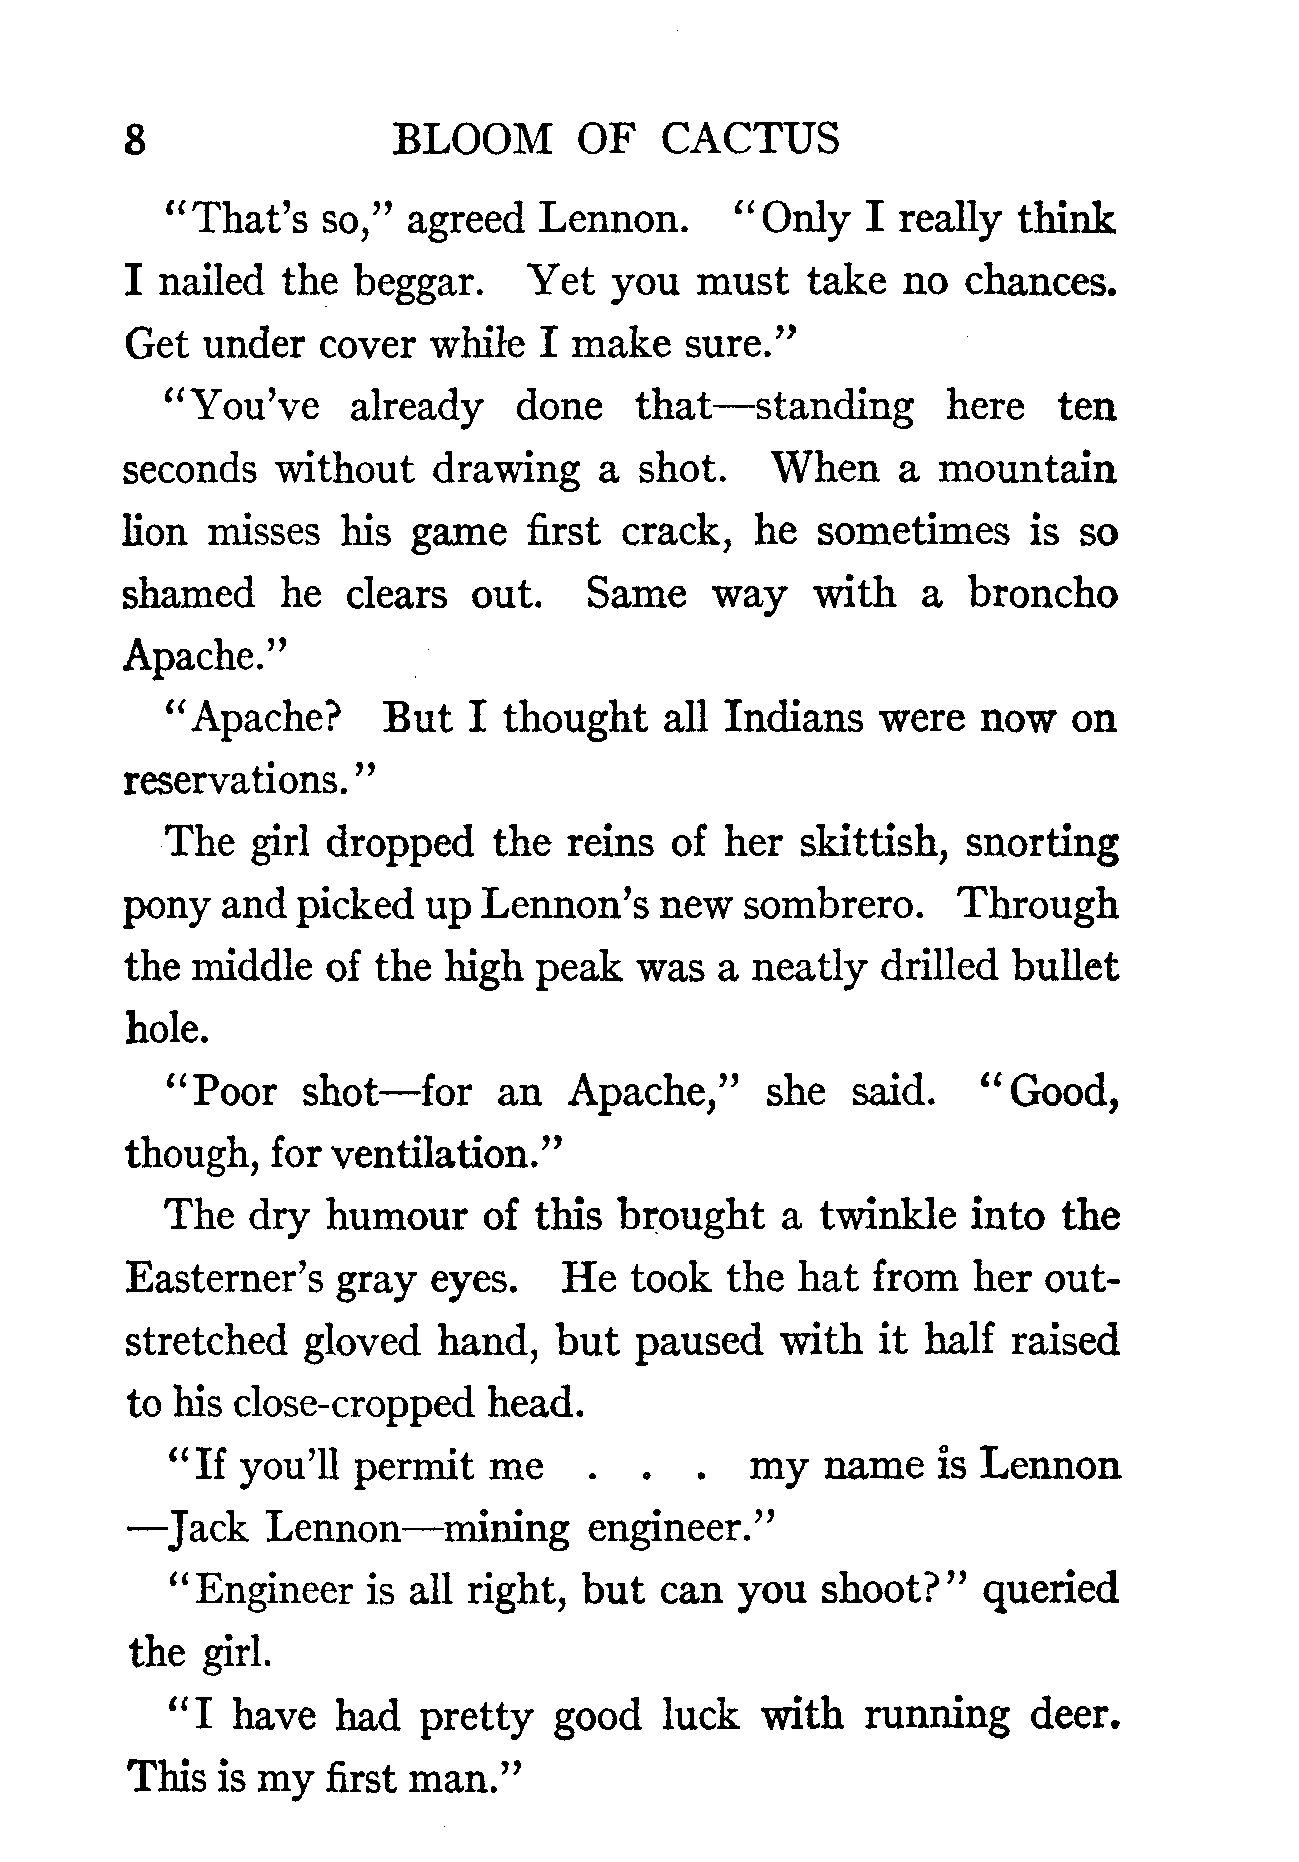 8 BLOOM OF CACTUS
"That's so," agreed Lennon. "Only I really think
I nailed the beggar. Yet you must take no chances.
Get under cover while I make sure."
"You've already done that—standing here ten
seconds without drawing a shot. When a mountain
lion misses his game first crack, he sometimes is so
shamed he clears out. Same way with a broncho
Apache."
"Apache? But I thought all Indians were now on
reservations."
The girl dropped the reins of her skittish, snorting
pony and picked up Lennon's new sombrero. Through
the middle of the high peak was a neatly drilled bullet
hole.
"Poor shot—for an Apache," she said. "Good,
though, for ventilation."
The dry humour of this brought a twinkle into the
Easterner's gray eyes. He took the hat from her out-
stretched gloved hand, but paused with it half raised
to his close-cropped head.
"If you'll permit me . . . my name is Lennon
—Jack Lennon—mining engineer."
"Engineer is all right, but can you shoot?" queried
the girl.
"I have had pretty good luck with running deer.
This is my first man."